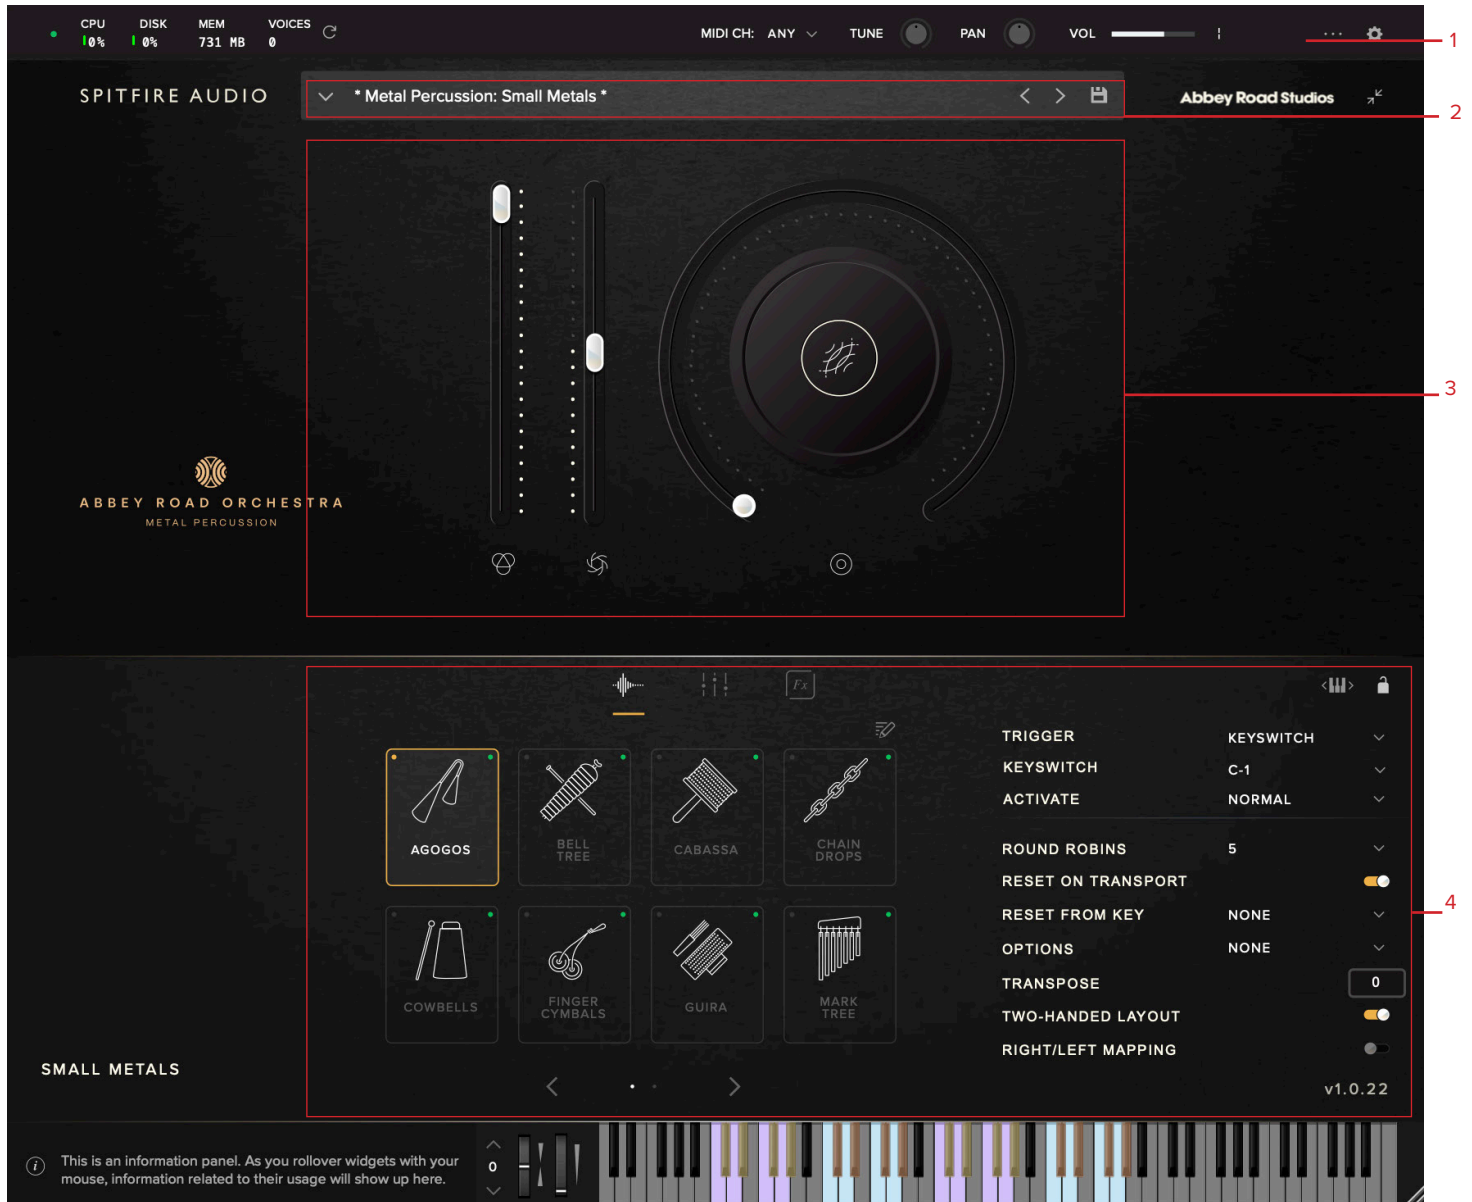 CPU DISK MEM VOICES
0% 0% 731 MB 0
MIDI CH: ANY TUNE PAN VOL
1
SPITFIRE AUDIO
* Metal Percussion: Small Metals *
Abbey Road Studios
2
3
ABBEY ROAD ORCHESTRA
METAL PERCUSSION
Fx
TRIGGER KEYSWITCH
KEYSWITCH C-1
ACTIVATE NORMAL
AGOGOS
BELL
TREE
CABASSA
CHAIN
DROPS
ROUND ROBINS 5
RESET ON TRANSPORT
4
RESET FROM KEY NONE
OPTIONS NONE
TRANSPOSE 0
COWBELLS
FINGER
CYMBALS
GUIRA
MARK
TREE
TWO-HANDED LAYOUT
RIGHT/LEFT MAPPING
SMALL METALS
v1.0.22
i
This is an information panel. As you rollover widgets with your
mouse, information related to their usage will show up here.
0